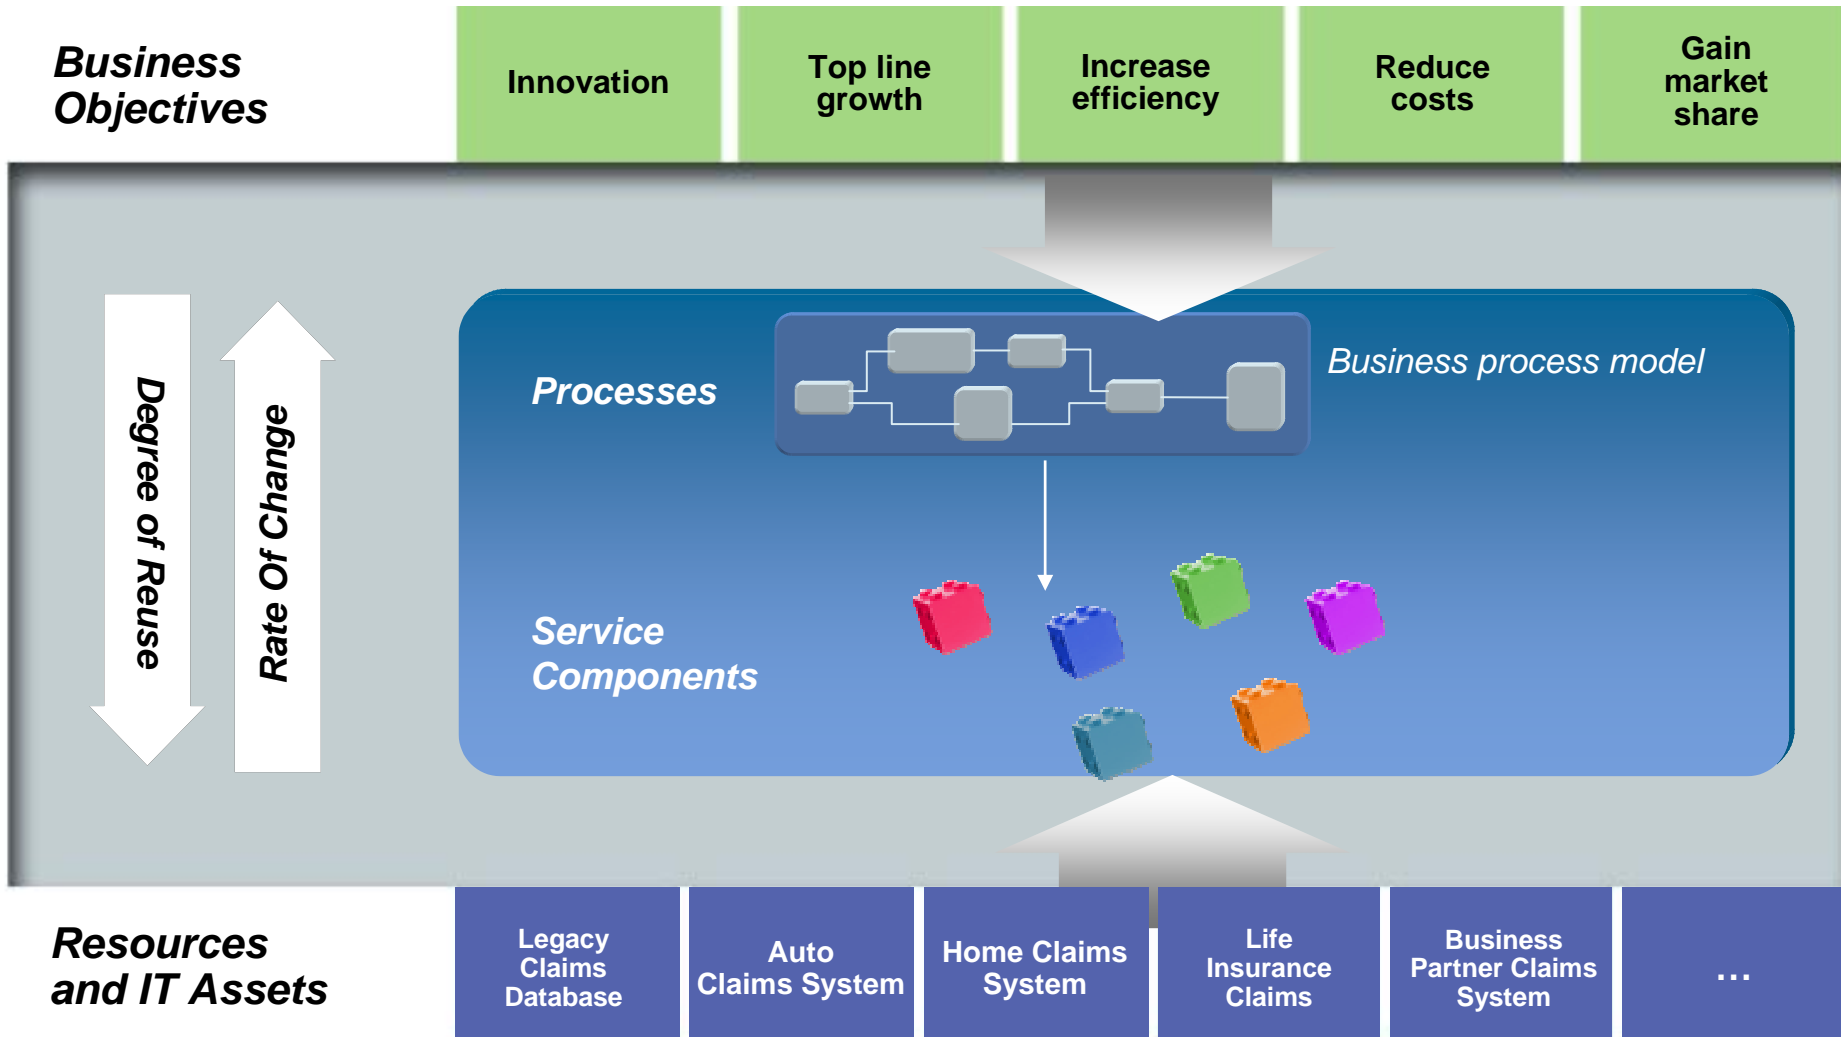 Business
Objectives
Innovation
Top line
growth
Increase
efficiency
Reduce
costs
Gain
market
share
Degree of Reuse
Rate Of Change
Processes
Business process model
Service
Components
Resources
and IT Assets
Legacy
Claims
Database
Auto
Claims System
Home Claims
System
Life
Insurance
Claims
Business
Partner Claims
System
...